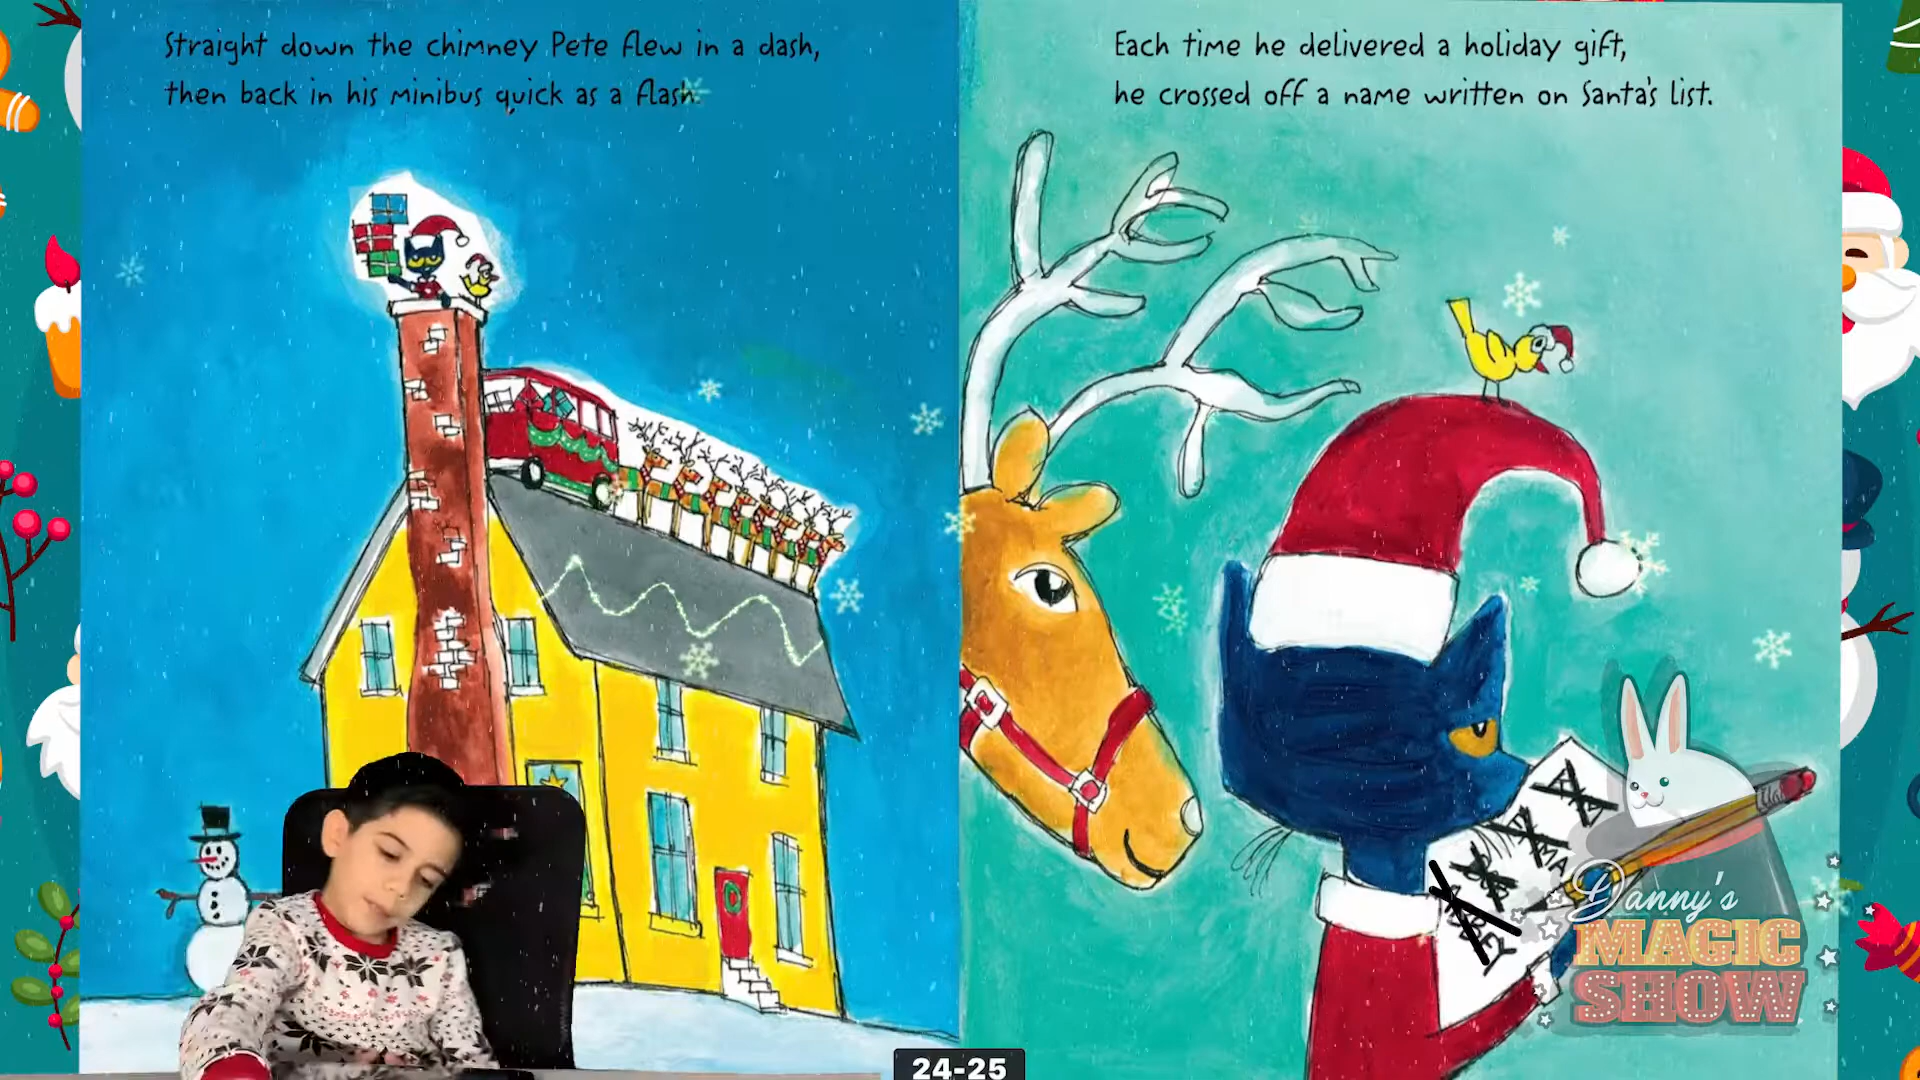 Straight down the chimney Pete flew in a dash,
then back in his minibus quick as a flash.
Each time he delivered a holiday gift,
he crossed off a name written on Santa's list.
Danny's
MAGIC
SHOW
24-25